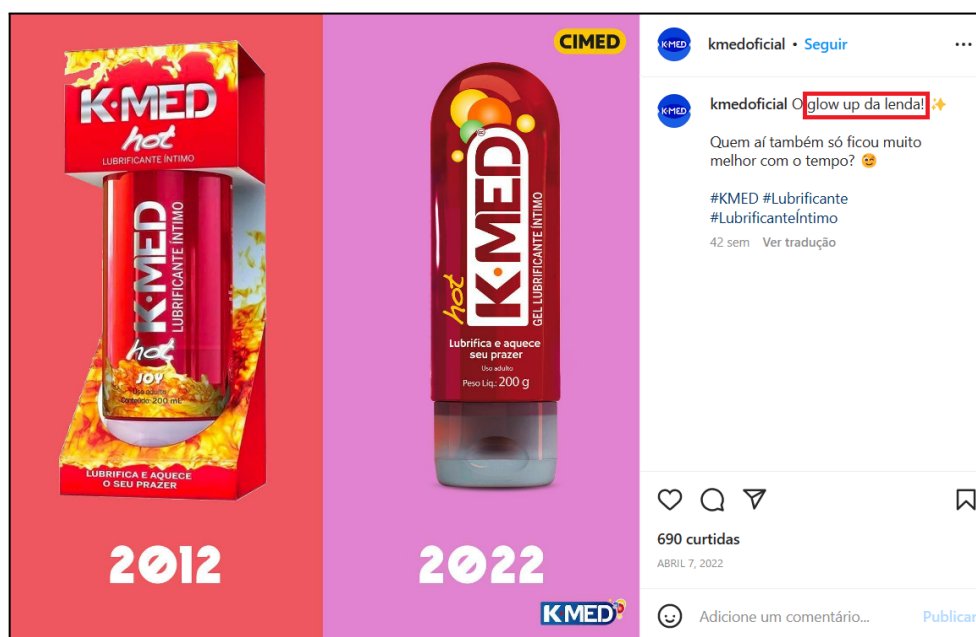 K·MED
hot
LUBRIFICANTE ÍNTIMO
K·MED
LUBRIFICANTE ÍNTIMO
hot
JOY
Uso adulto
Conteúdo: 200 mL
LUBRIFICA E AQUECE
O SEU PRAZER
2012
CIMED
hot
K·MED®
GEL LUBRIFICANTE ÍNTIMO
Lubrifica e aquece
seu prazer
Uso adulto
Peso Líq.: 200 g
2022
K·MED
K·MED
kmedoficial • Seguir
K·MED
kmedoficial O glow up da lenda! ✨
Quem aí também só ficou muito
melhor com o tempo? 🥳
#KMED #Lubrificante
#LubrificanteÍntimo
42 sem Ver tradução
690 curtidas
ABRIL 7, 2022
Adicione um comentário...
Publicar